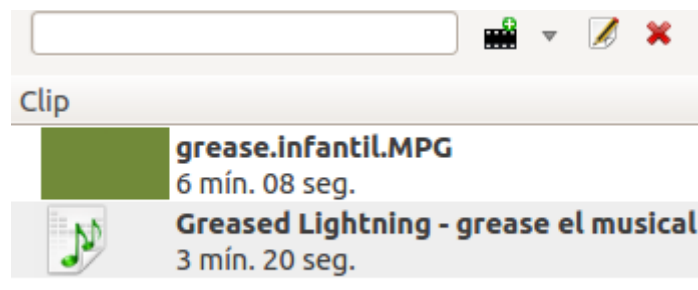 Clip
grease.infantil.MPG
6 mín. 08 seg.
Greased Lightning - grease el musical
3 mín. 20 seg.